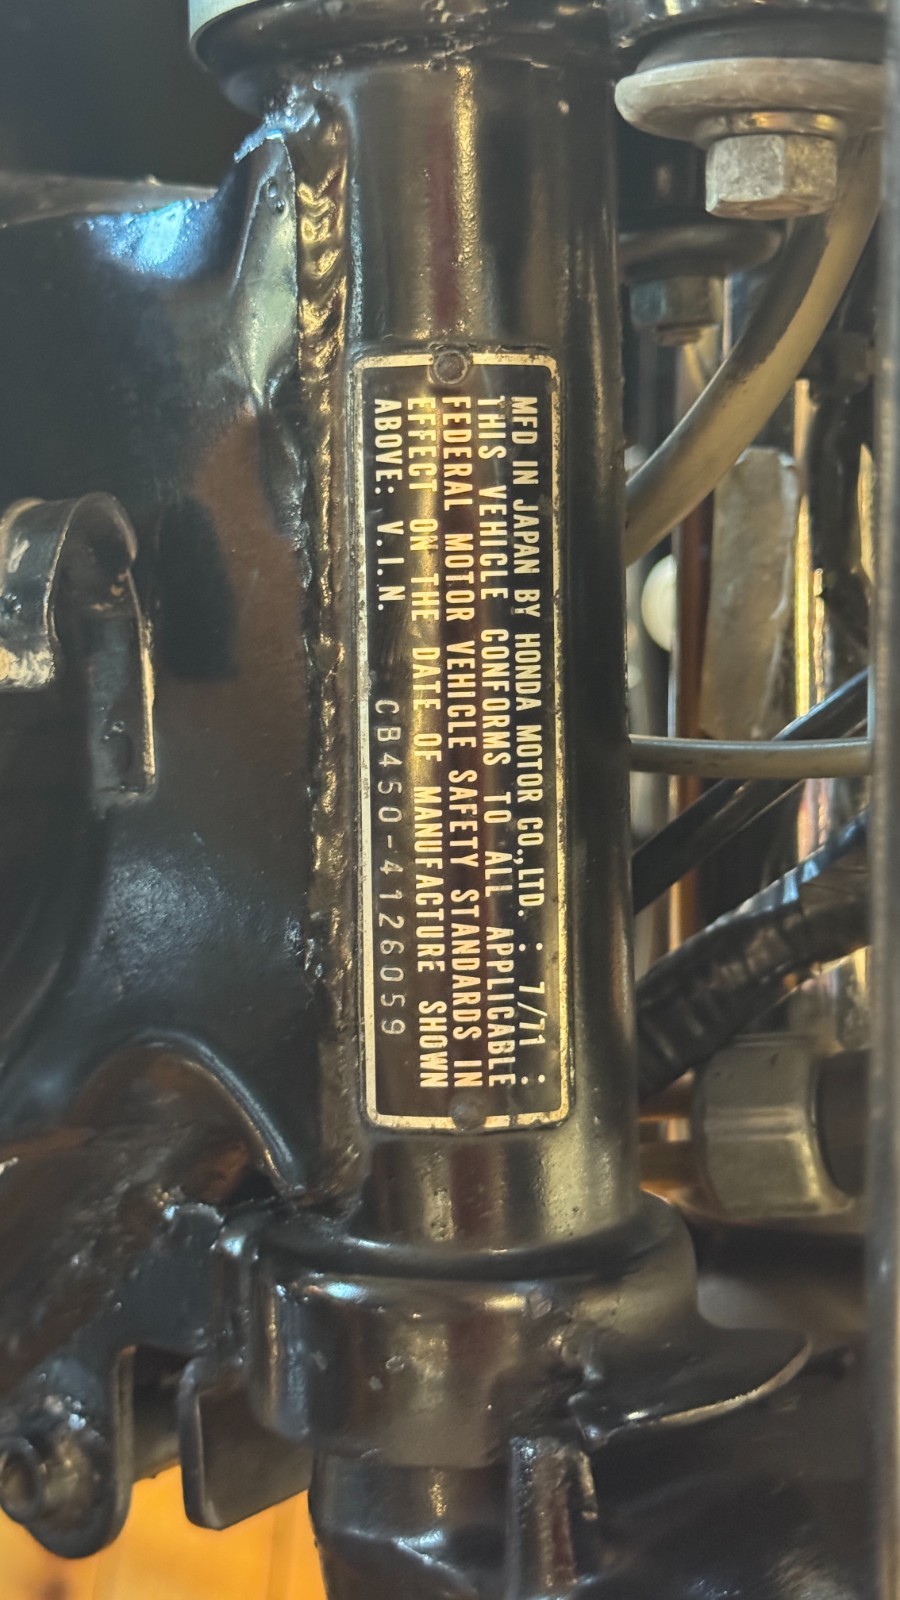 MFD IN JAPAN BY HONDA MOTOR CO.,LTD. : 7/71 :
THIS VEHICLE CONFORMS TO ALL APPLICABLE
FEDERAL MOTOR VEHICLE SAFETY STANDARDS IN
EFFECT ON THE DATE OF MANUFACTURE SHOWN
ABOVE: V.I.N. CB450-4126059